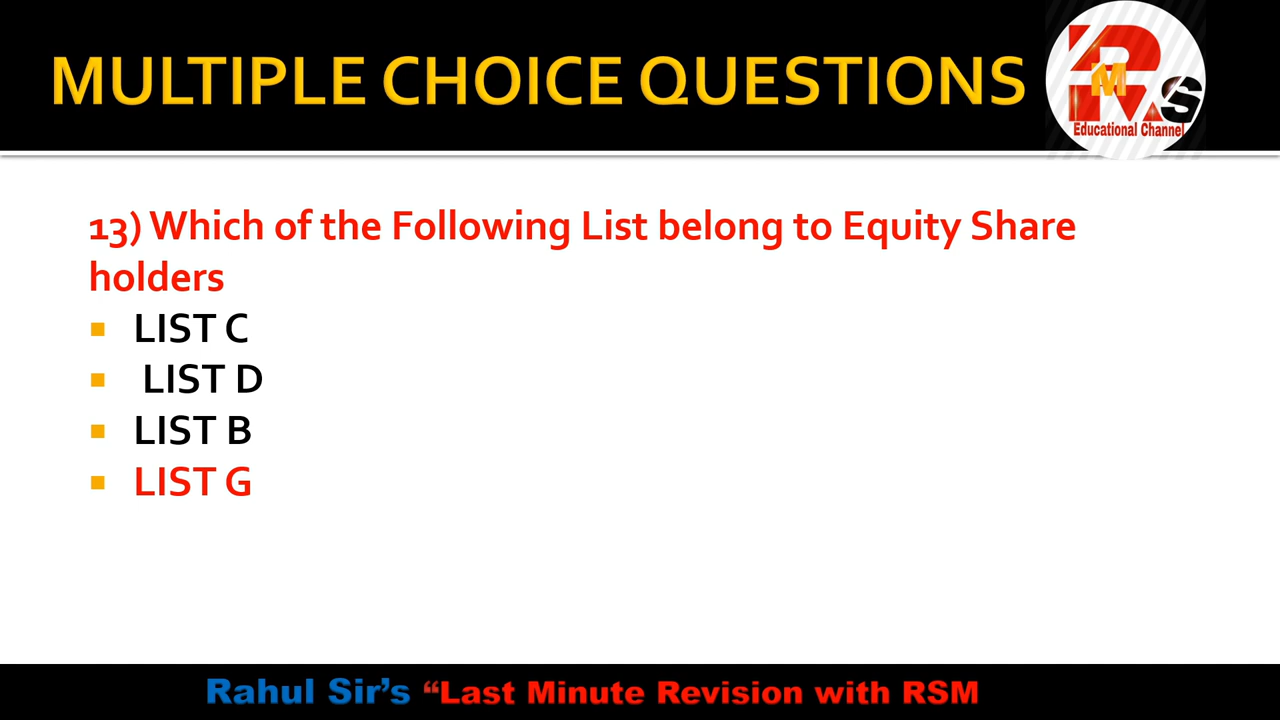 MULTIPLE CHOICE QUESTIONS
RMS
Educational Channel
13) Which of the Following List belong to Equity Share
holders
LIST C
LIST D
LIST B
LIST G
Rahul Sir’s “Last Minute Revision with RSM